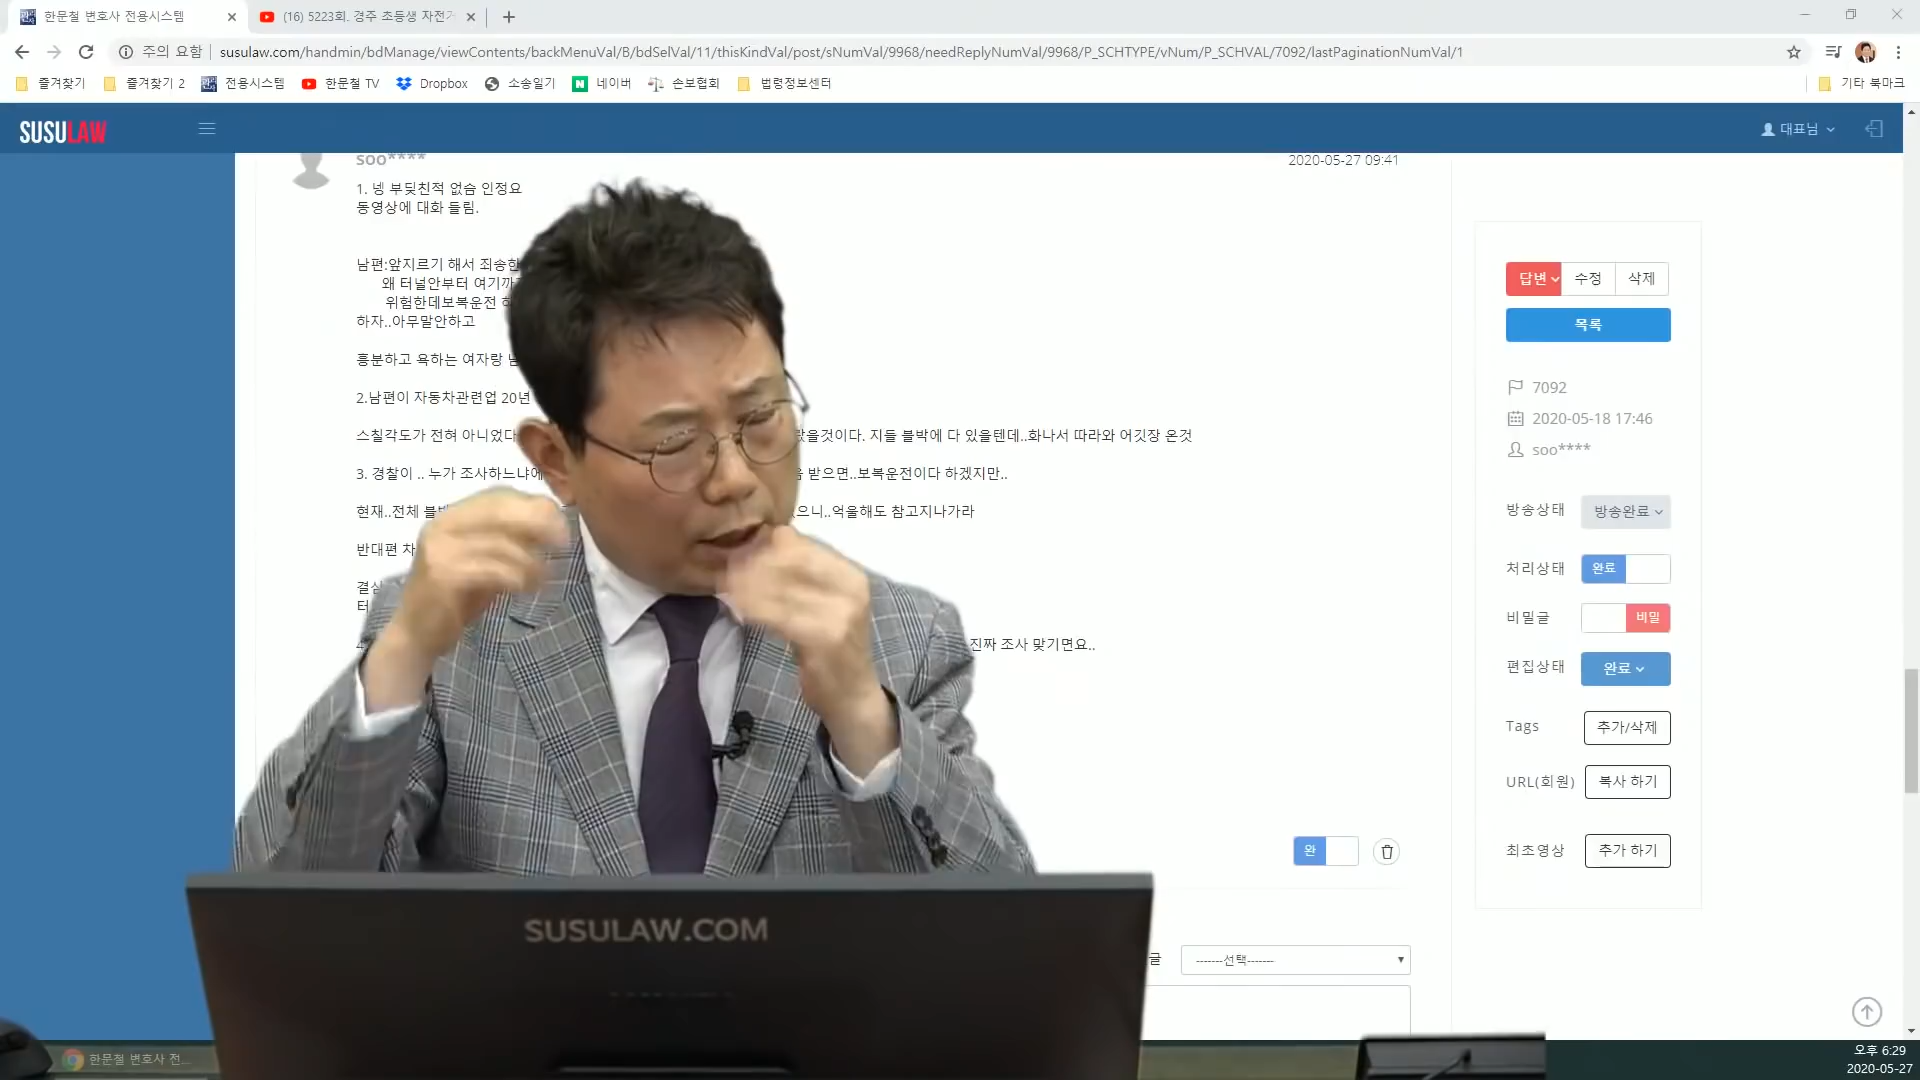 한문철 변호사 전용시스템
(16) 5223회. 경주 초등생 자전거
주의 요함
susulaw.com/handmin/bdManage/viewContents/backMenuVal/B/bdSelVal/11/thisKindVal/post/sNumVal/9968/needReplyNumVal/9968/P_SCHTYPE/vNum/P_SCHVAL/7092/lastPaginationNumVal/1
즐겨찾기 즐겨찾기 2 전용시스템 한문철 TV Dropbox 소송일기 네이버 손보협회 법령정보센터 기타 북마크
SUSULAW
대표님
soo****
2020-05-27 09:41
1. 넹 부딪친적 없슴 인정요
동영상에 대화 들림.
남편:앞지르기 해서 죄송한
왜 터널안부터 여기까지
위험한데보복운전
하자..아무말안하고
흥분하고 욕하는 여자랑
2.남편이 자동차관련업 20년
스칠각도가 전혀 아니었다 았을것이다. 지들 블박에 다 있을텐데..화나서 따라와 어깃장 온것
3. 경찰이 .. 누가 조사하느냐에 받으면..보복운전이다 하겠지만..
현재..전체 으니..억울해도 참고지나가라
반대편
4 진짜 조사 맞기면요..
답변 수정 삭제
목록
7092
2020-05-18 17:46
soo****
방송상태 방송완료
처리상태 완료
비밀글 비밀
편집상태 완료
Tags 추가/삭제
URL(회원) 복사 하기
최초영상 추가 하기
완
글 -------선택-------
SUSULAW.COM
한문철 변호사 전...
오후 6:29
2020-05-27